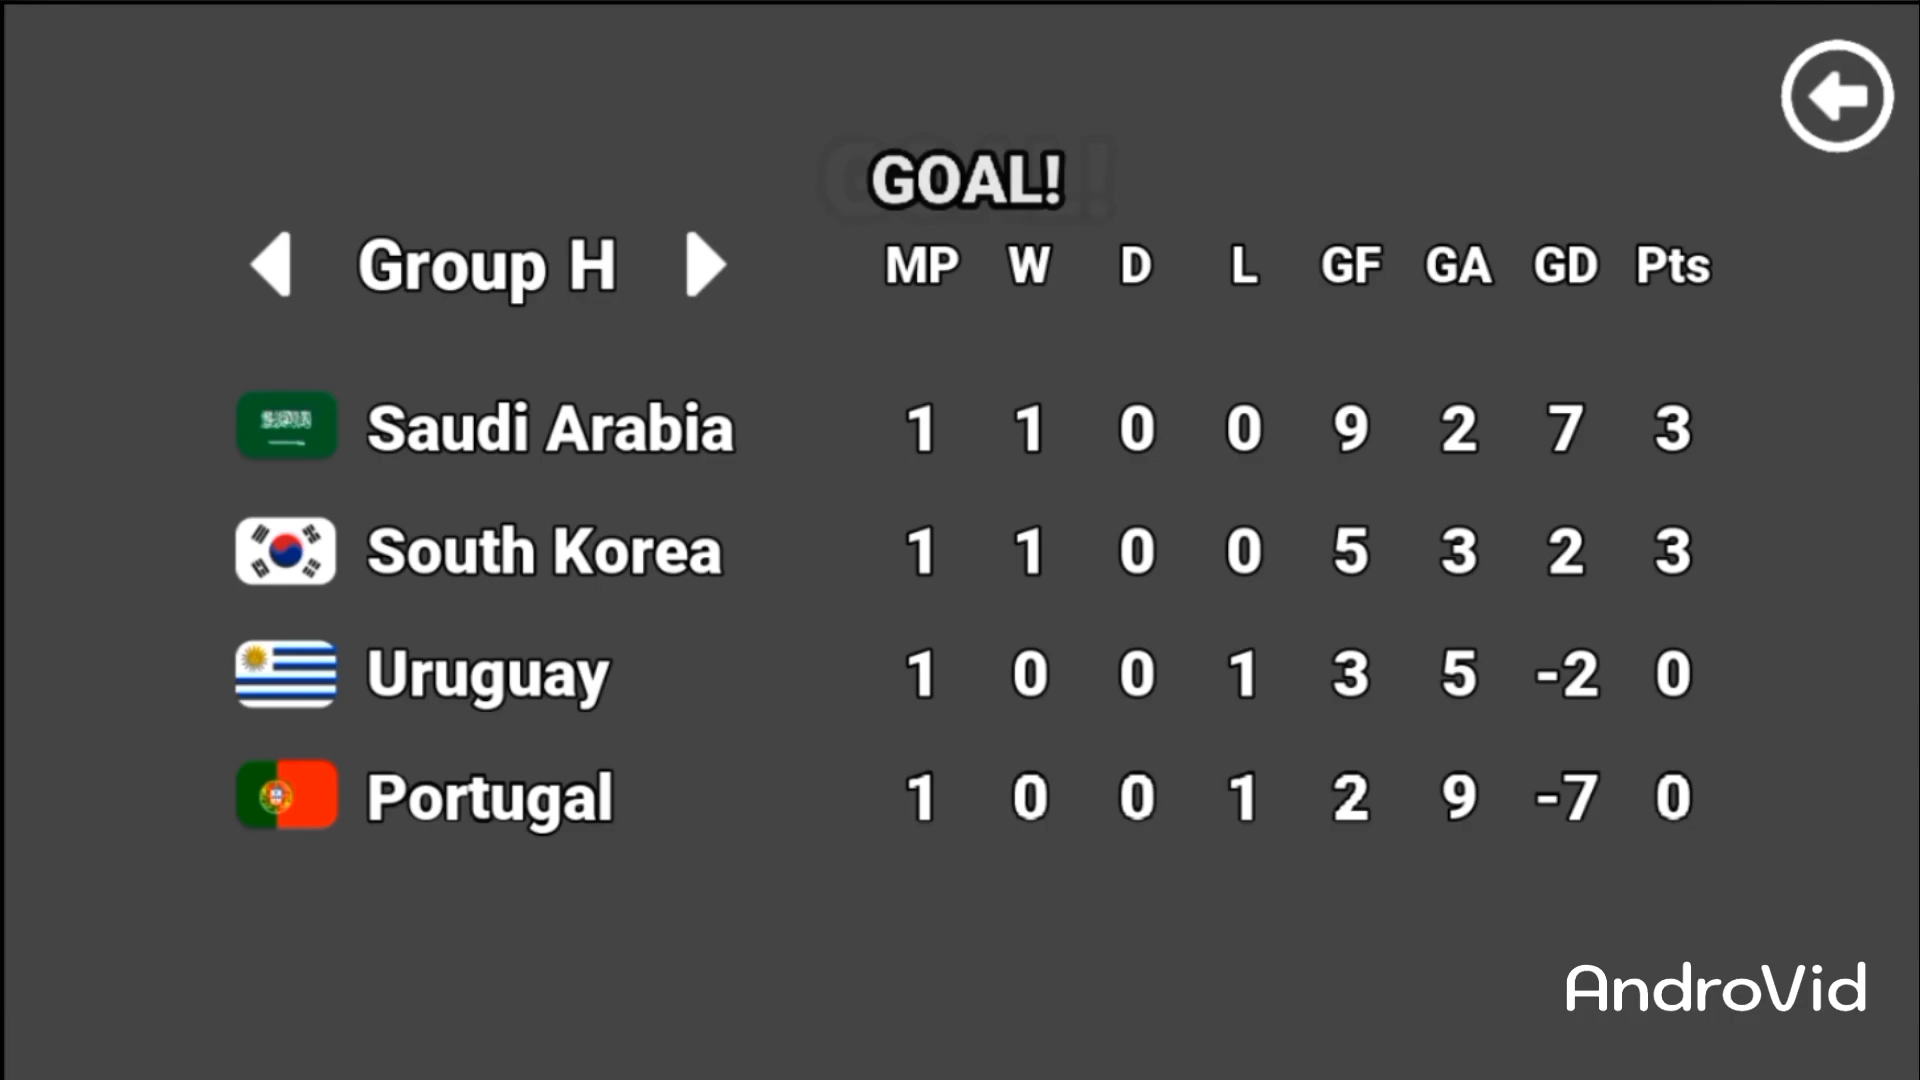 GOAL!
Group H MP W D L GF GA GD Pts
Saudi Arabia 1 1 0 0 9 2 7 3
South Korea 1 1 0 0 5 3 2 3
Uruguay 1 0 0 1 3 5 -2 0
Portugal 1 0 0 1 2 9 -7 0
AndroVid